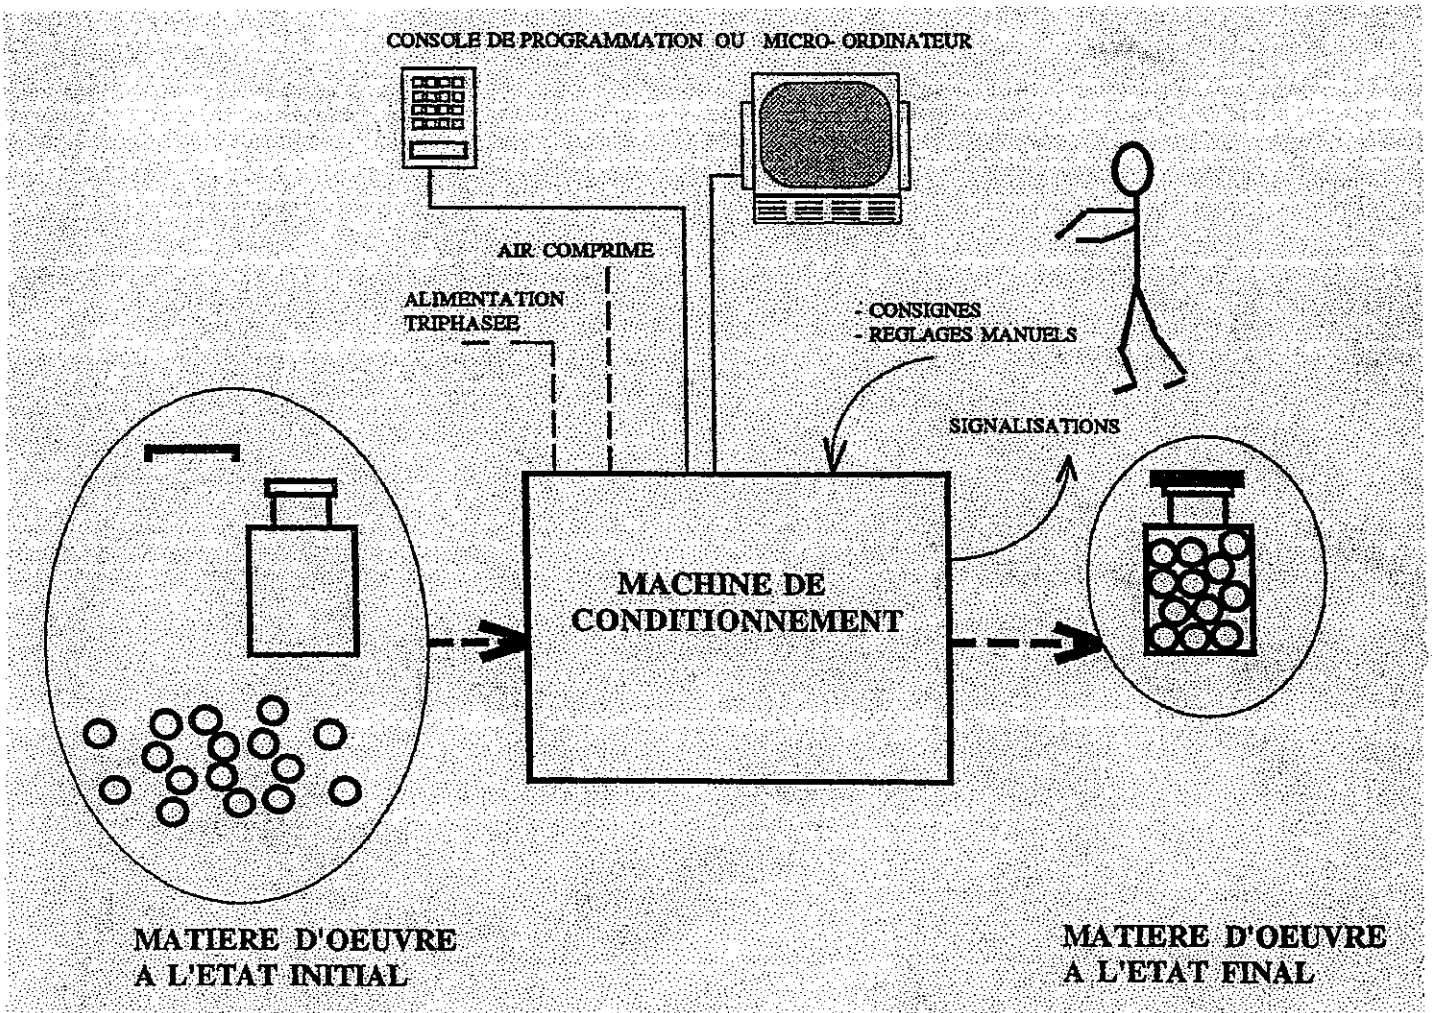 CONSOLE DE PROGRAMMATION OU MICRO- ORDINATEUR
AIR COMPRIME
ALIMENTATION
TRIPHASEE
- CONSIGNES
- REGLAGES MANUELS
SIGNALISATIONS
MACHINE DE
CONDITIONNEMENT
MATIERE D'OEUVRE
A L'ETAT INITIAL
MATIERE D'OEUVRE
A L'ETAT FINAL